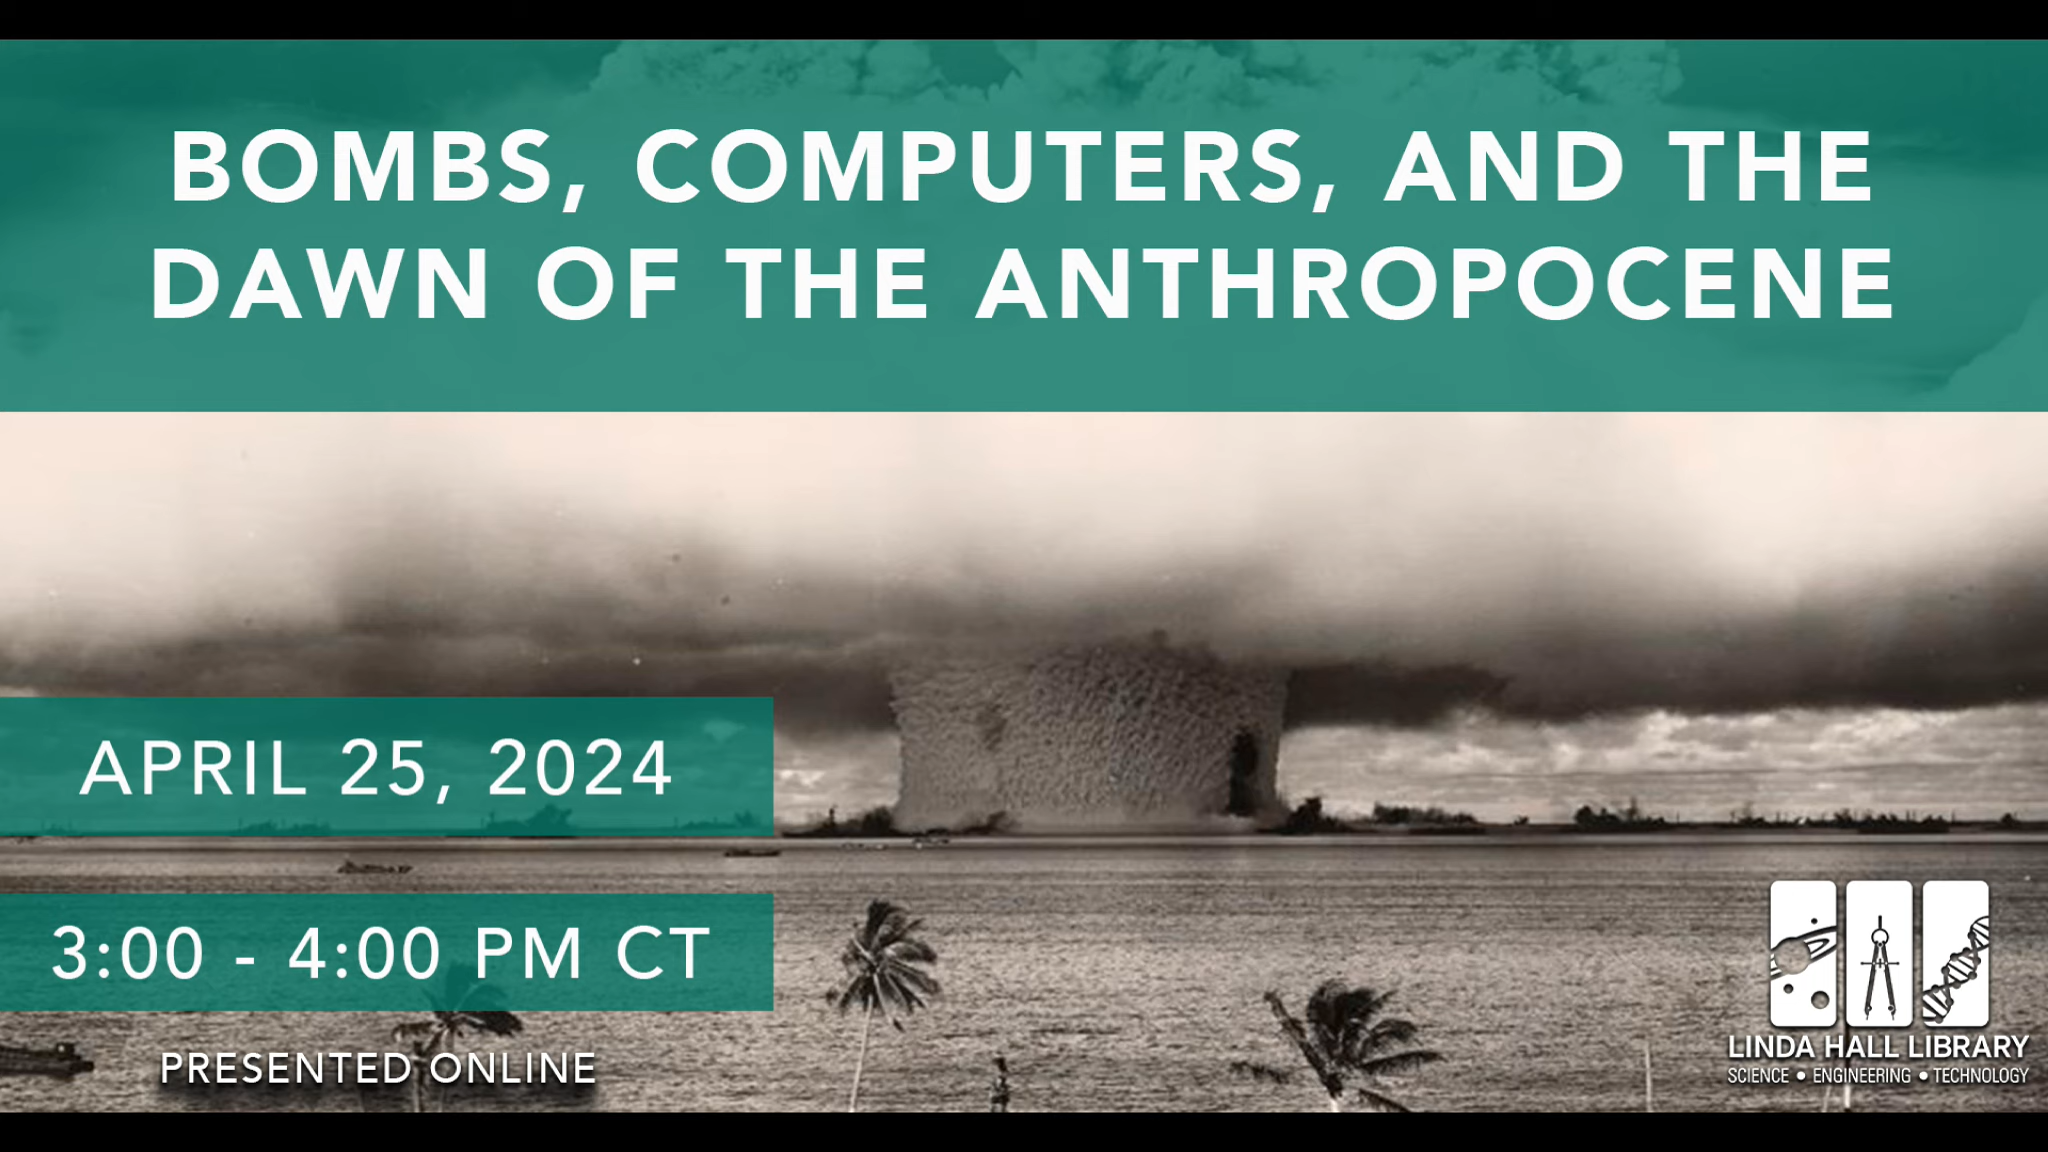 BOMBS, COMPUTERS, AND THE
DAWN OF THE ANTHROPOCENE
APRIL 25, 2024
3:00 - 4:00 PM CT
PRESENTED ONLINE
LINDA HALL LIBRARY
SCIENCE • ENGINEERING • TECHNOLOGY